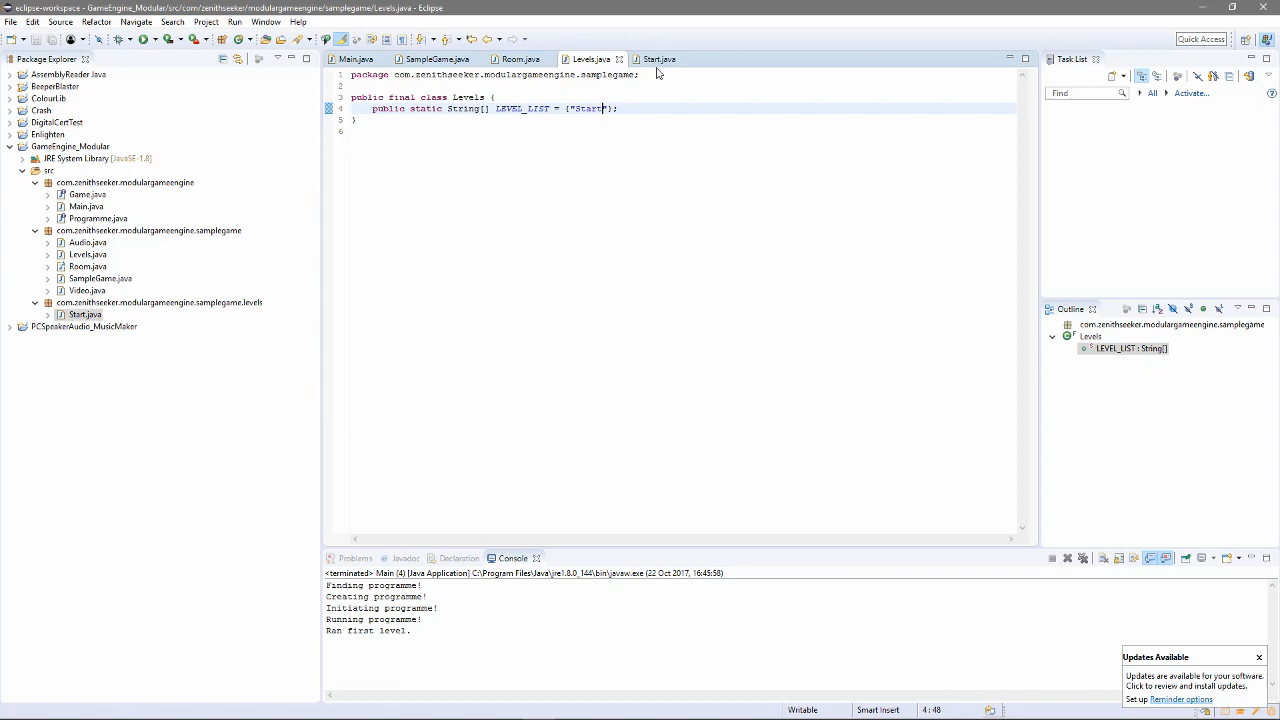 eclipse-workspace - GameEngine_Modular/src/com/zenithseeker/modulargameengine/samplegame/Levels.java - Eclipse
File Edit Source Refactor Navigate Search Project Run Window Help
Quick Access
Package Explorer
AssemblyReader Java
BeeperBlaster
ColourLib
Crash
DigitalCertTest
Enlighten
GameEngine_Modular
JRE System Library [JavaSE-1.8]
src
com.zenithseeker.modulargameengine
Game.java
Main.java
Programme.java
com.zenithseeker.modulargameengine.samplegame
Audio.java
Levels.java
Room.java
SampleGame.java
Video.java
com.zenithseeker.modulargameengine.samplegame.levels
Start.java
PCSpeakerAudio_MusicMaker
Main.java SampleGame.java Room.java Levels.java Start.java
1 package com.zenithseeker.modulargameengine.samplegame;
2
3 public final class Levels {
4 public static String[] LEVEL_LIST = {"Start"};
5 }
6
Task List
Find All Activate...
Outline
com.zenithseeker.modulargameengine.samplegame
Levels
LEVEL_LIST : String[]
Problems Javadoc Declaration Console
<terminated> Main (4) [Java Application] C:\Program Files\Java\jre1.8.0_144\bin\javaw.exe (22 Oct 2017, 16:45:58)
Finding programme!
Creating programme!
Initiating programme!
Running programme!
Ran first level.
Updates Available
Updates are available for your software.
Click to review and install updates.
Set up Reminder options
Writable Smart Insert 4 : 48